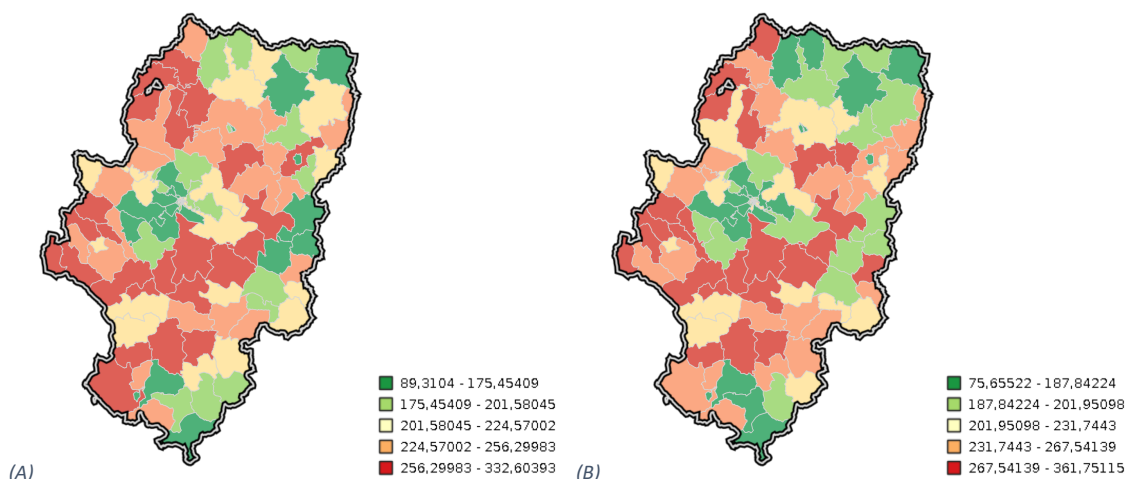 89,3104 - 175,45409
175,45409 - 201,58045
201,58045 - 224,57002
224,57002 - 256,29983
256,29983 - 332,60393
(A)
75,65522 - 187,84224
187,84224 - 201,95098
201,95098 - 231,7443
231,7443 - 267,54139
267,54139 - 361,75115
(B)